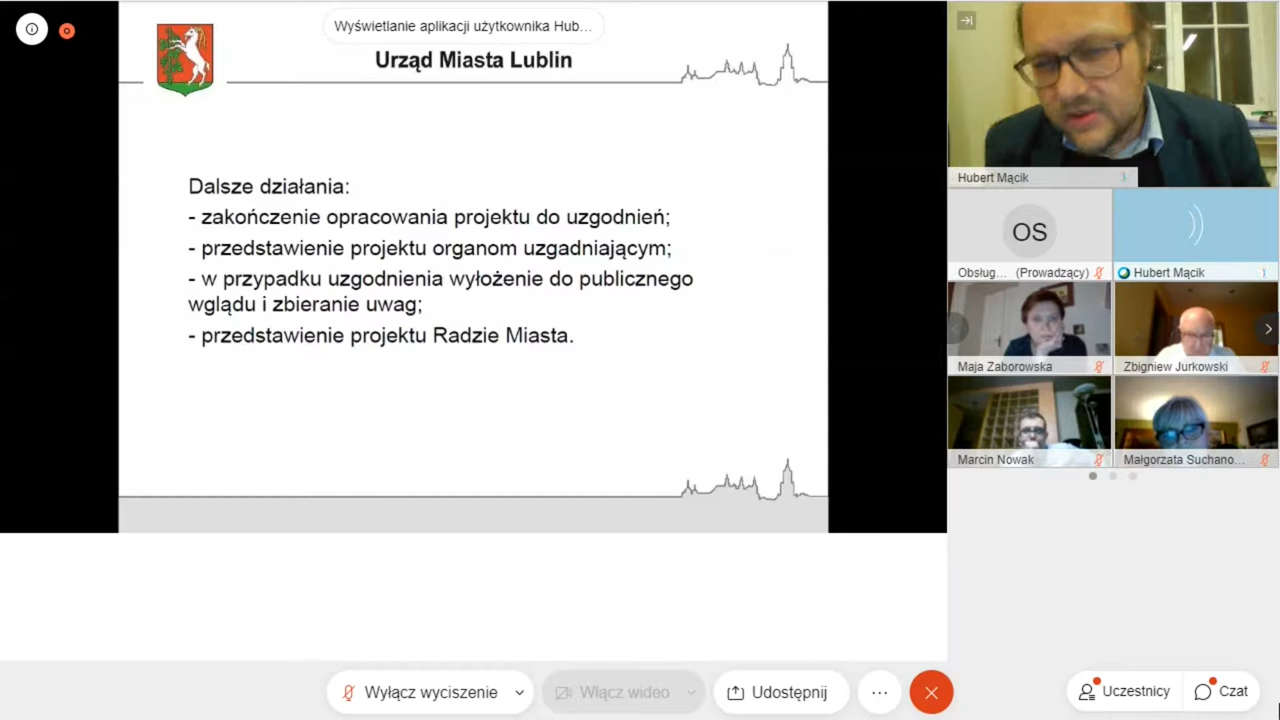 Wyświetlanie aplikacji użytkownika Hub...
Urząd Miasta Lublin
Dalsze działania:
- zakończenie opracowania projektu do uzgodnień;
- przedstawienie projektu organom uzgadniającym;
- w przypadku uzgodnienia wyłożenie do publicznego
wglądu i zbieranie uwag;
- przedstawienie projektu Radzie Miasta.
Hubert Mącik
OS
Obsług... (Prowadzący)
Hubert Mącik
Maja Zaborowska
Zbigniew Jurkowski
Marcin Nowak
Małgorzata Suchano...
Wyłącz wyciszenie
Włącz wideo
Udostępnij
Uczestnicy
Czat